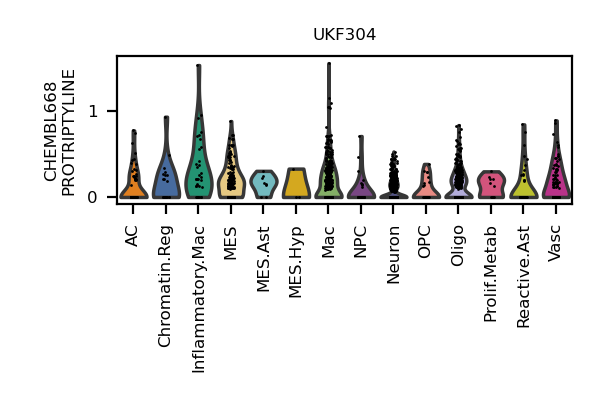 UKF304
CHEMBL668
PROTRIPTYLINE
1
0
AC
Chromatin.Reg
Inflammatory.Mac
MES
MES.Ast
MES.Hyp
Mac
NPC
Neuron
OPC
Oligo
Prolif.Metab
Reactive.Ast
Vasc